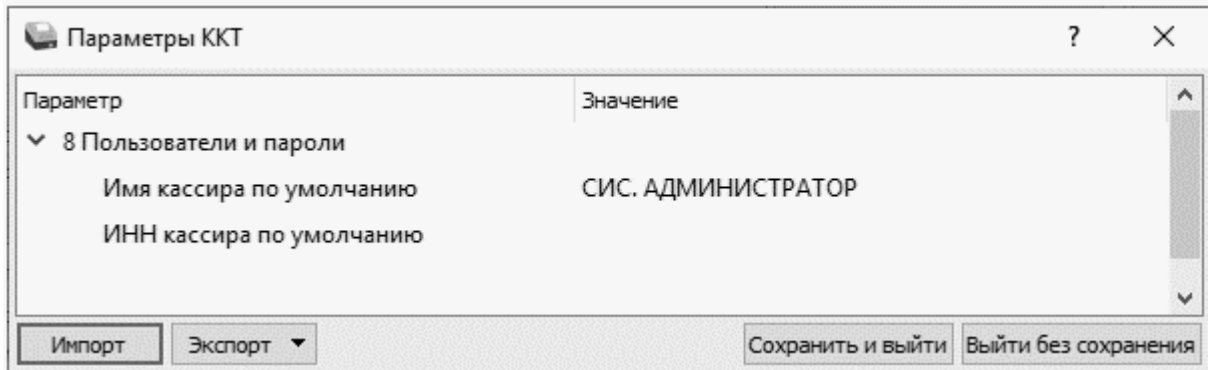 Параметры ККТ ?
Параметр Значение
8 Пользователи и пароли
Имя кассира по умолчанию СИС. АДМИНИСТРАТОР
ИНН кассира по умолчанию
Импорт Экспорт Сохранить и выйти Выйти без сохранения